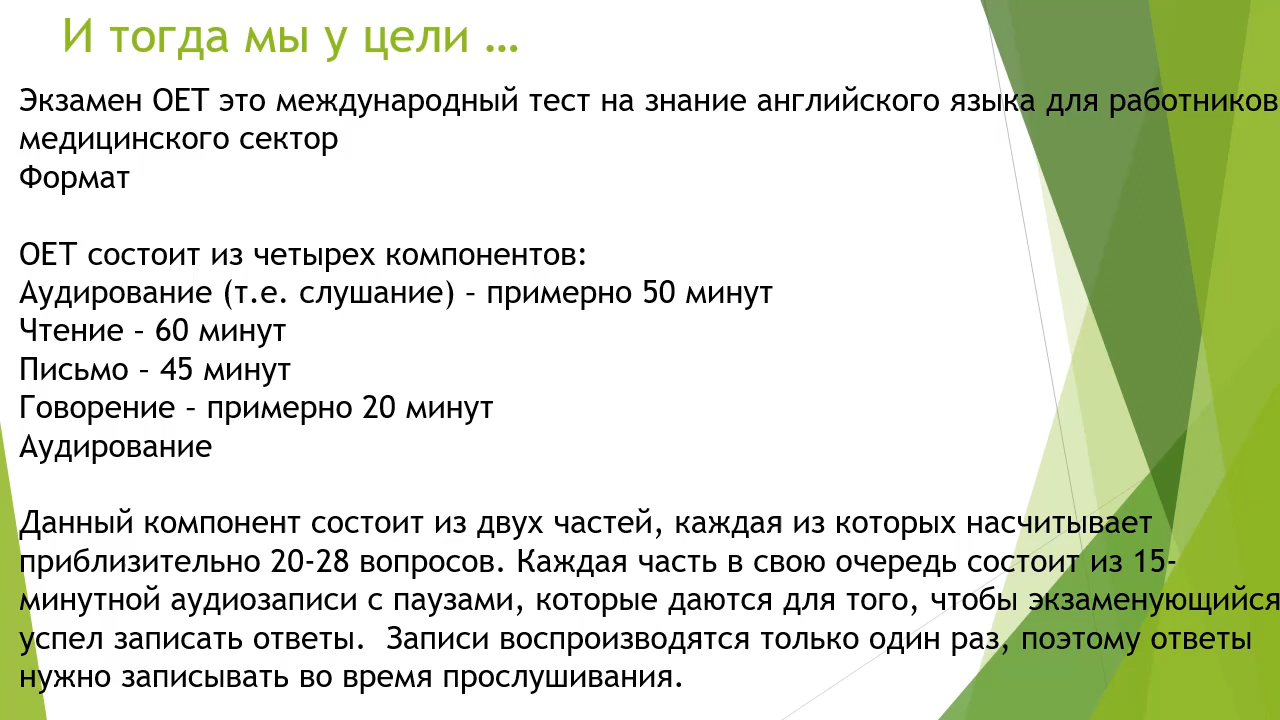 И тогда мы у цели …
Экзамен OET это международный тест на знание английского языка для работников
медицинского сектор
Формат
OET состоит из четырех компонентов:
Аудирование (т.е. слушание) – примерно 50 минут
Чтение – 60 минут
Письмо – 45 минут
Говорение – примерно 20 минут
Аудирование
Данный компонент состоит из двух частей, каждая из которых насчитывает
приблизительно 20-28 вопросов. Каждая часть в свою очередь состоит из 15-
минутной аудиозаписи с паузами, которые даются для того, чтобы экзаменующийся
успел записать ответы.  Записи воспроизводятся только один раз, поэтому ответы
нужно записывать во время прослушивания.